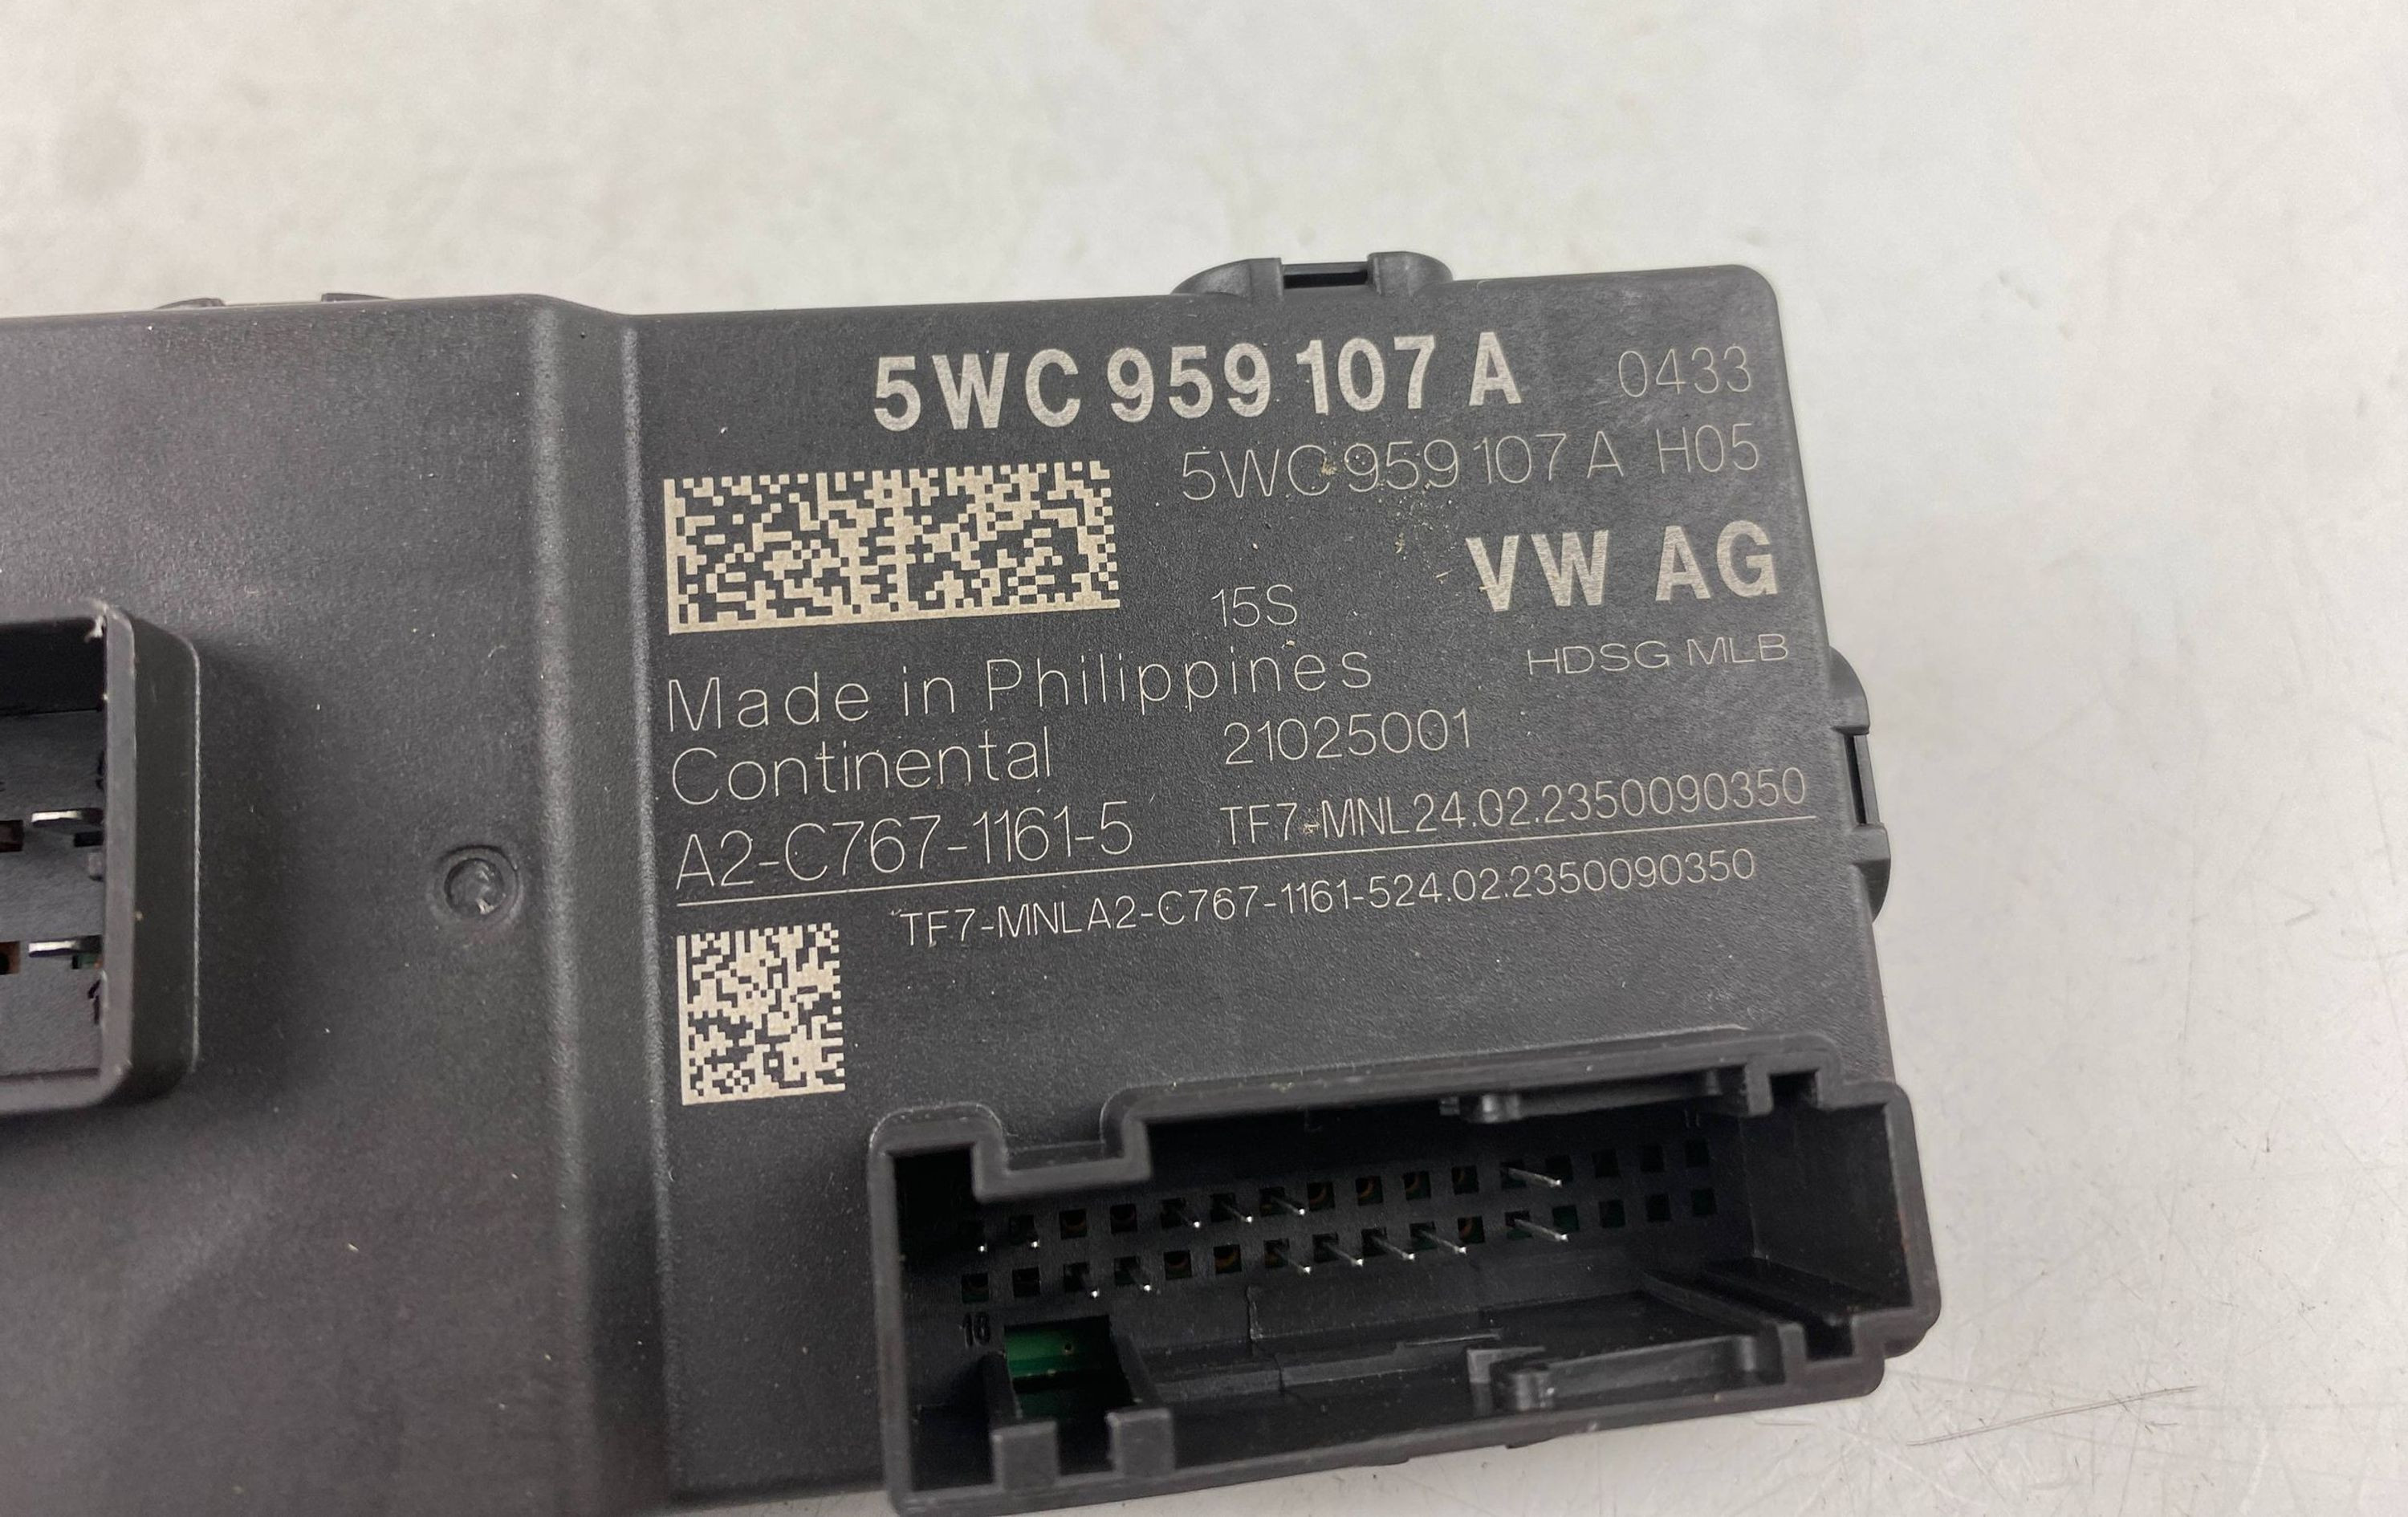 5WC 959 107 A 0433
5WC 959 107 A H05
VW AG
15S
HDSG MLB
Made in Philippines
Continental 21025001
A2-C767-1161-5 TF7-MNL24.02.2350090350
TF7-MNLA2-C767-1161-524.02.2350090350
18